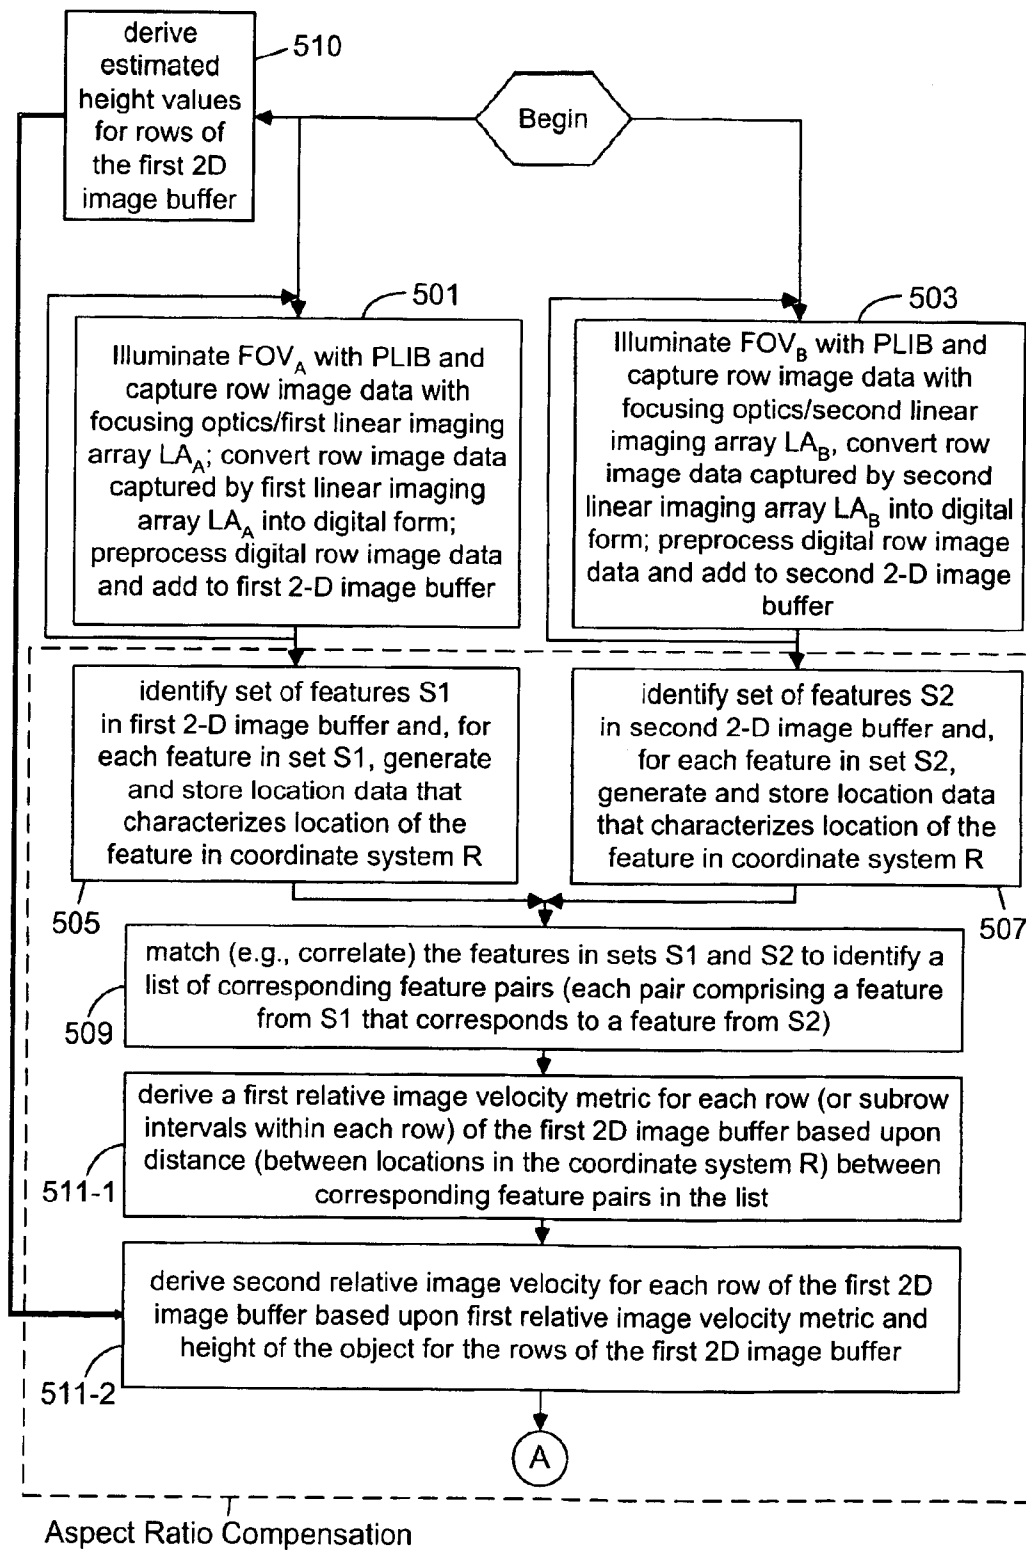 derive
estimated
height values
for rows of
the first 2D
image buffer
510
Begin
501
Illuminate FOVA with PLIB and
capture row image data with
focusing optics/first linear imaging
array LAA; convert row image data
captured by first linear imaging
array LAA into digital form;
preprocess digital row image data
and add to first 2-D image buffer
503
Illuminate FOVB with PLIB and
capture row image data with
focusing optics/second linear
imaging array LAB, convert row
image data captured by second
linear imaging array LAB into digital
form; preprocess digital row image
data and add to second 2-D image
buffer
identify set of features S1
in first 2-D image buffer and, for
each feature in set S1, generate
and store location data that
characterizes location of the
feature in coordinate system R
505
identify set of features S2
in second 2-D image buffer and,
for each feature in set S2,
generate and store location data
that characterizes location of the
feature in coordinate system R
507
match (e.g., correlate) the features in sets S1 and S2 to identify a
list of corresponding feature pairs (each pair comprising a feature
from S1 that corresponds to a feature from S2)
509
derive a first relative image velocity metric for each row (or subrow
intervals within each row) of the first 2D image buffer based upon
distance (between locations in the coordinate system R) between
corresponding feature pairs in the list
511-1
derive second relative image velocity for each row of the first 2D
image buffer based upon first relative image velocity metric and
height of the object for the rows of the first 2D image buffer
511-2
A
Aspect Ratio Compensation